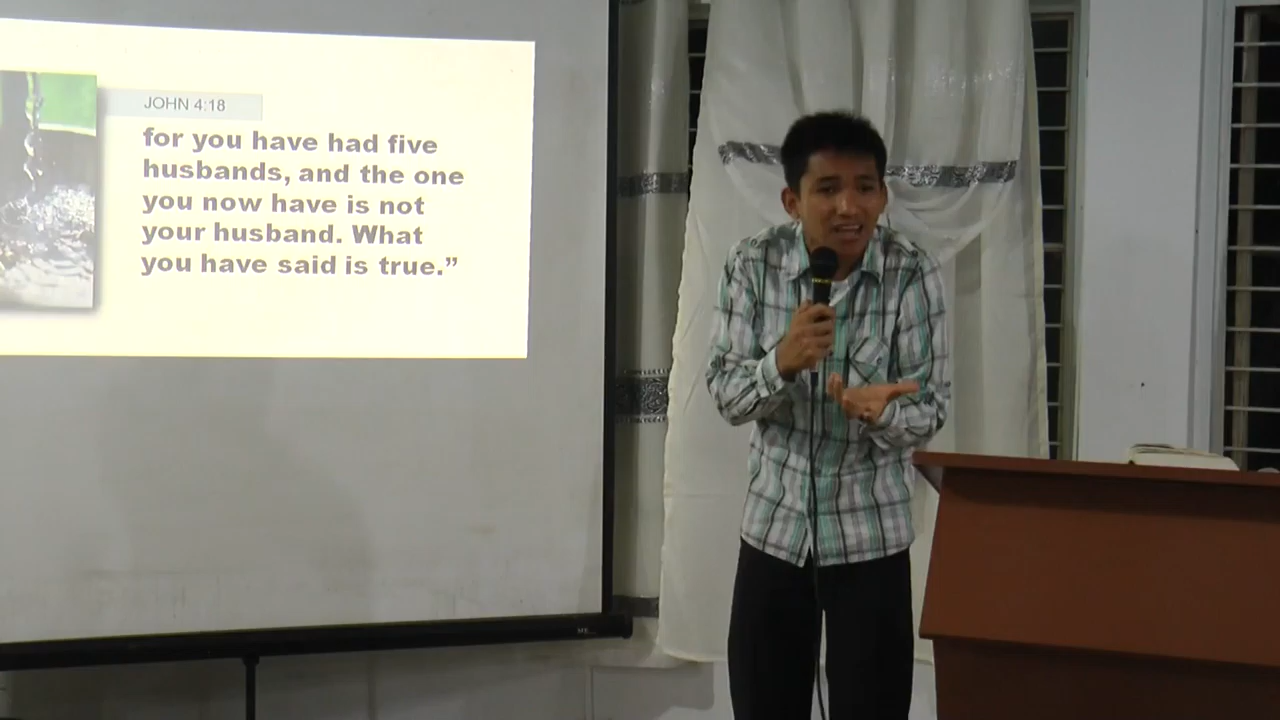 JOHN 4:18
for you have had five
husbands, and the one
you now have is not
your husband. What
you have said is true.”